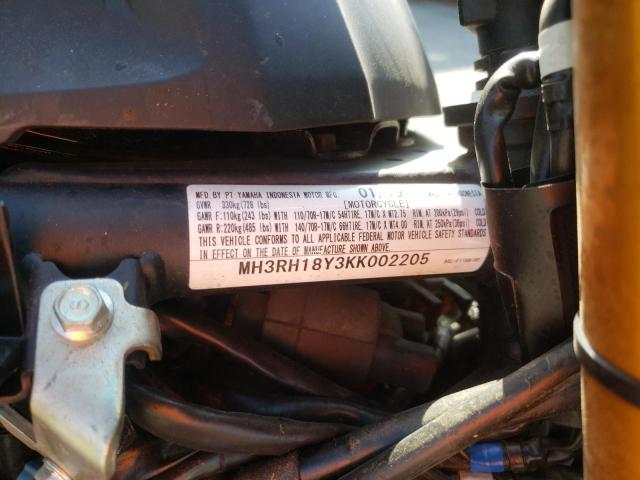 MFD.BY PT.YAMAHA INDONESIA MOTOR MFG. 01/
GVWR 330kg(728 lbs) [MOTORCYCLE]
GAWR F:110kg(243 lbs)WITH 110/70R-17M/C 54HTIRE, 17M/C X MT2.75 RIM, AT 200kPa(29psi) COLD
GAWR R:220kg(485 lbs)WITH 140/70R-17M/C 66HTIRE, 17M/C X MT4.00 RIM, AT 250kPa(36psi) COLD
THIS VEHICLE CONFORMS TO ALL APPLICABLE FEDERAL MOTOR VEHICLE SAFETY STANDARDS
IN EFFECT ON THE DATE OF MANUFACTURE SHOWN ABOVE.
MH3RH18Y3KK002205